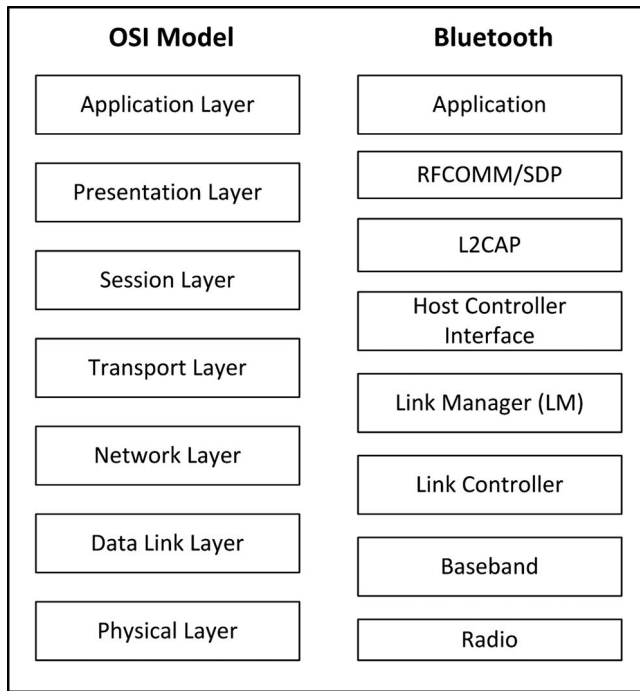 OSI Model
Application Layer
Presentation Layer
Session Layer
Transport Layer
Network Layer
Data Link Layer
Physical Layer
Bluetooth
Application
RFCOMM/SDP
L2CAP
Host Controller
Interface
Link Manager (LM)
Link Controller
Baseband
Radio